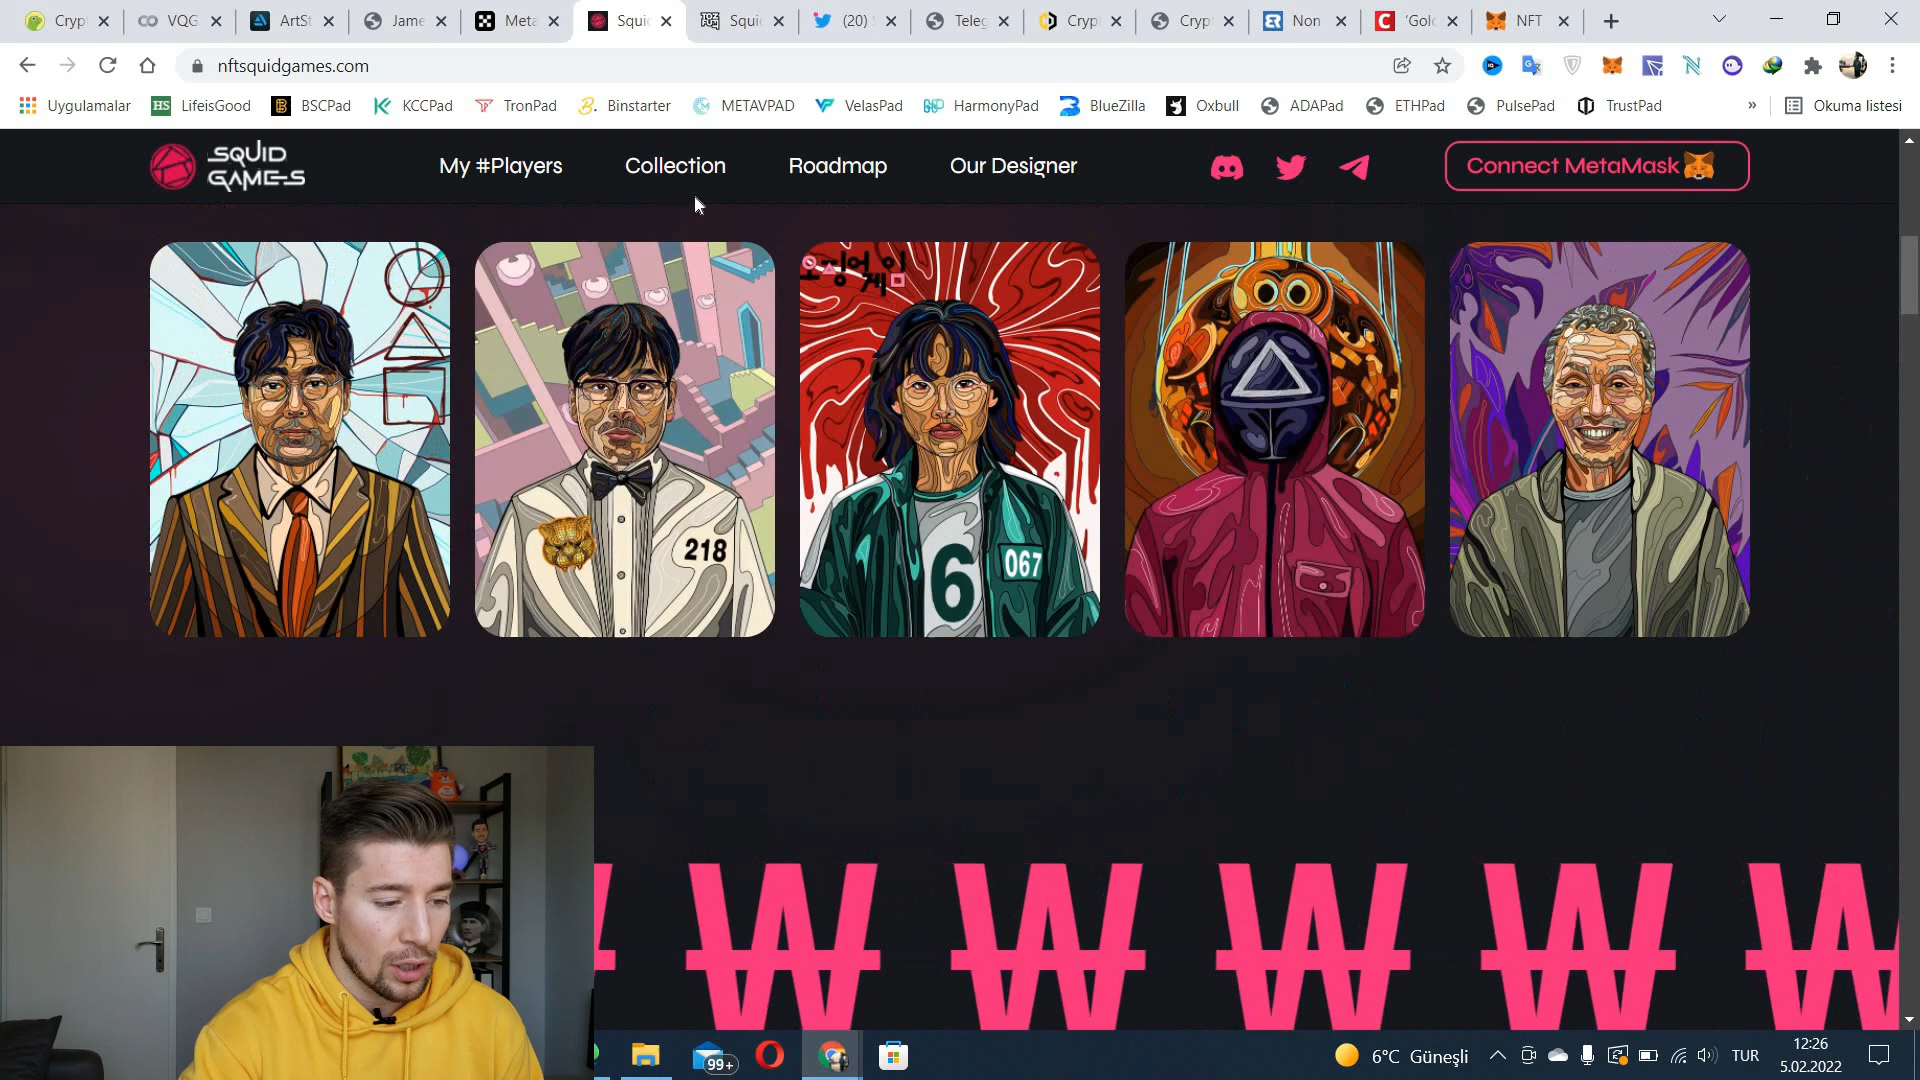 Cryp
VQG
ArtSt
Jame
Meta
Squi
Squi
(20)
Teleg
Cryp
Cryp
Non
'Gol
NFT
nftsquidgames.com
Uygulamalar
HS LifeisGood
BSCPad
KCCPad
TronPad
Binstarter
METAVPAD
VelasPad
HarmonyPad
BlueZilla
Oxbull
ADAPad
ETHPad
PulsePad
TrustPad
»
Okuma listesi
SQUID
GAMES
My #Players
Collection
Roadmap
Our Designer
Connect MetaMask
218
6
067
₩ ₩ ₩ ₩ ₩
99+
6°C Güneşli
TUR
12:26
5.02.2022